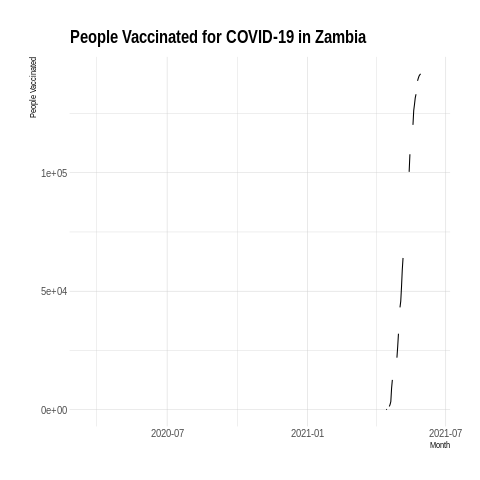 People Vaccinated for COVID-19 in Zambia
People Vaccinated
1e+05
5e+04
0e+00
2020-07
2021-01
2021-07
Month